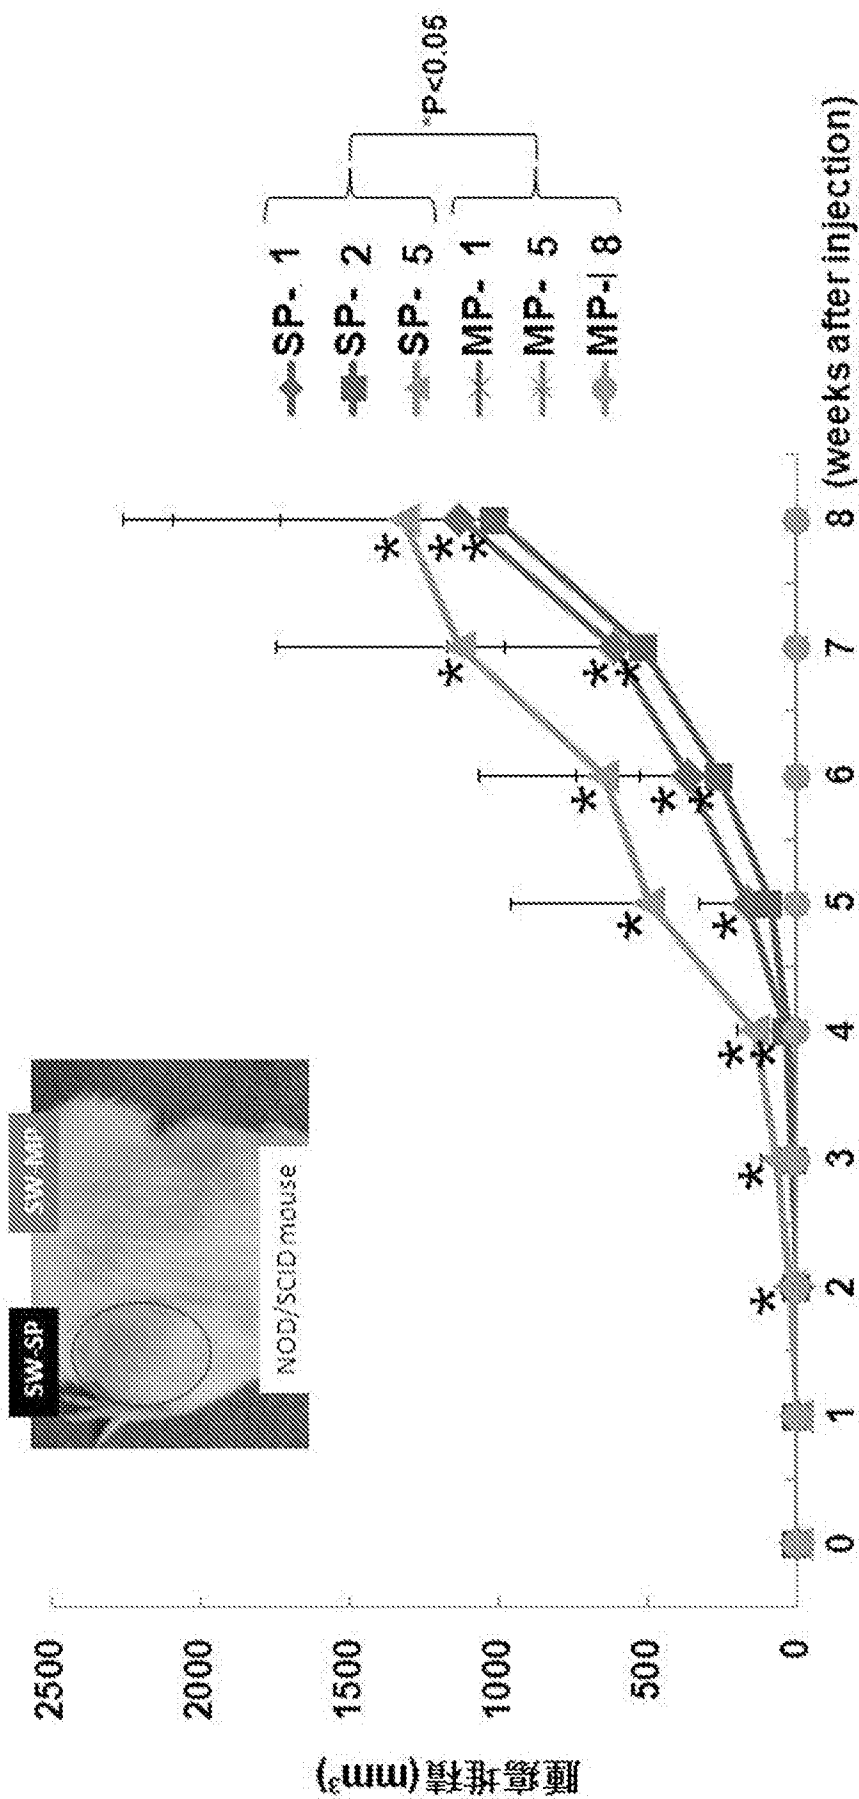 SW-SP
SW-MP
NOD/SCID mouse
腫瘍堆積(mm³)
2500
2000
1500
1000
500
0
0 1 2 3 4 5 6 7 8 (weeks after injection)
SP- 1
SP- 2
SP- 5
MP- 1
MP- 5
MP-| 8
*P<0.05
* * * * * * * * * * * * * * *